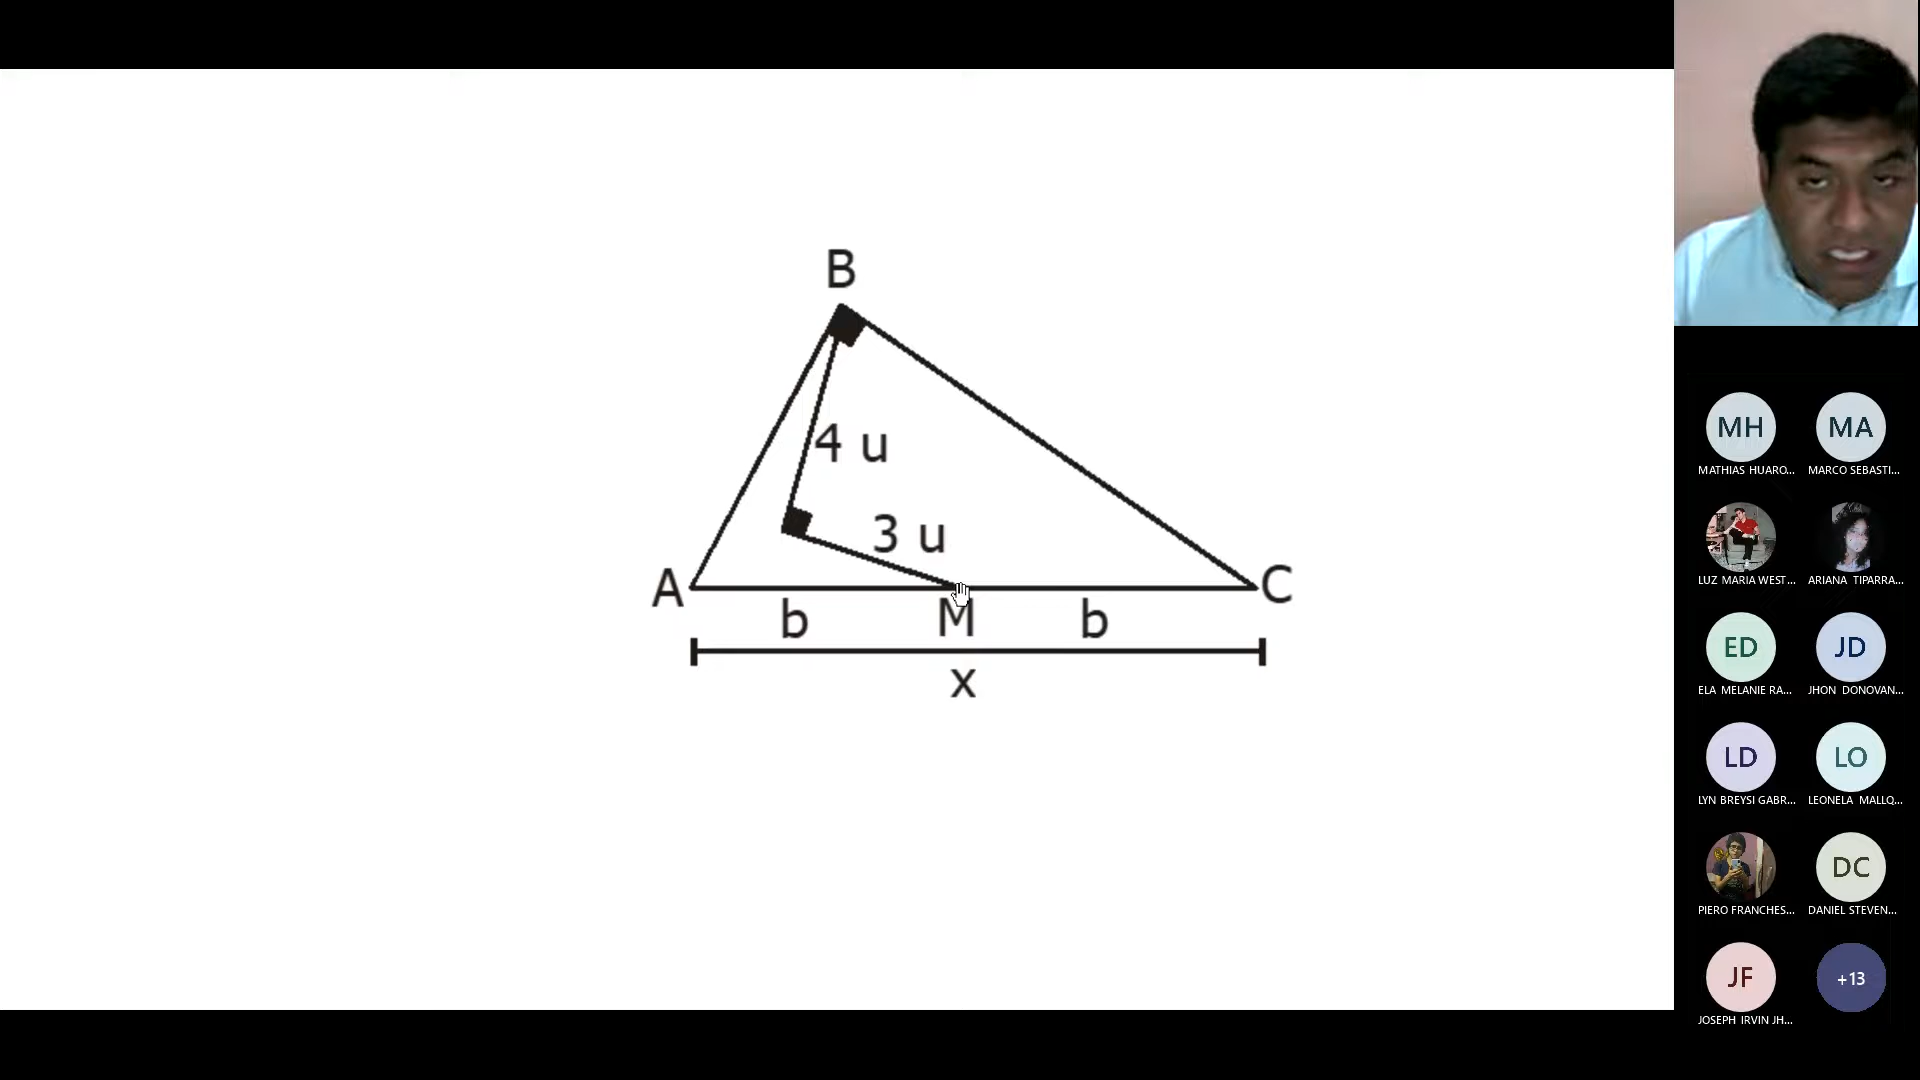 B
4 u
3 u
A
C
b
M
b
x
MH
MATHIAS HUARO...
MA
MARCO SEBASTI...
LUZ MARIA WEST...
ARIANA TIPARRA...
ED
ELA MELANIE RA...
JD
JHON DONOVAN...
LD
LYN BREYSI GABR...
LO
LEONELA MALLQ...
PIERO FRANCHES...
DC
DANIEL STEVEN...
JF
JOSEPH IRVIN JH...
+13